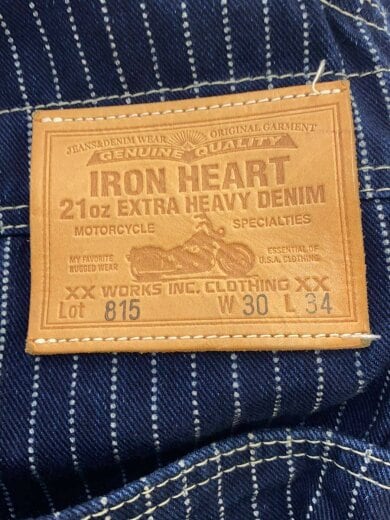 JEANS&DENIM WEAR ORIGINAL GARMENT
GENUINE QUALITY
IRON HEART
21oz EXTRA HEAVY DENIM
MOTORCYCLE SPECIALTIES
MY FAVORITE RUGGED WEAR
ESSENTIAL OF U.S.A. CLOTHING
XX WORKS INC. CLOTHING XX
Lot 815 W 30 L 34